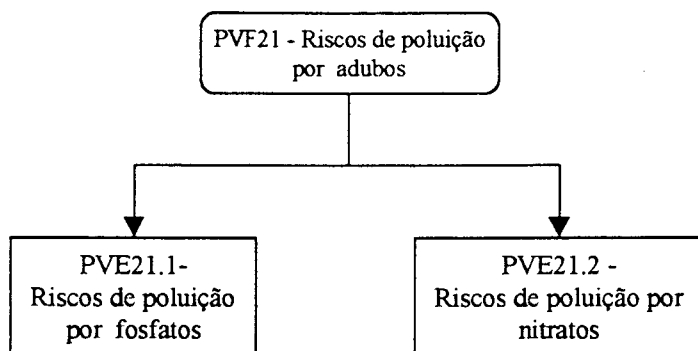 PVF21 - Riscos de poluição
por adubos
PVE21.1-
Riscos de poluição
por fosfatos
PVE21.2 -
Riscos de poluição por
nitratos